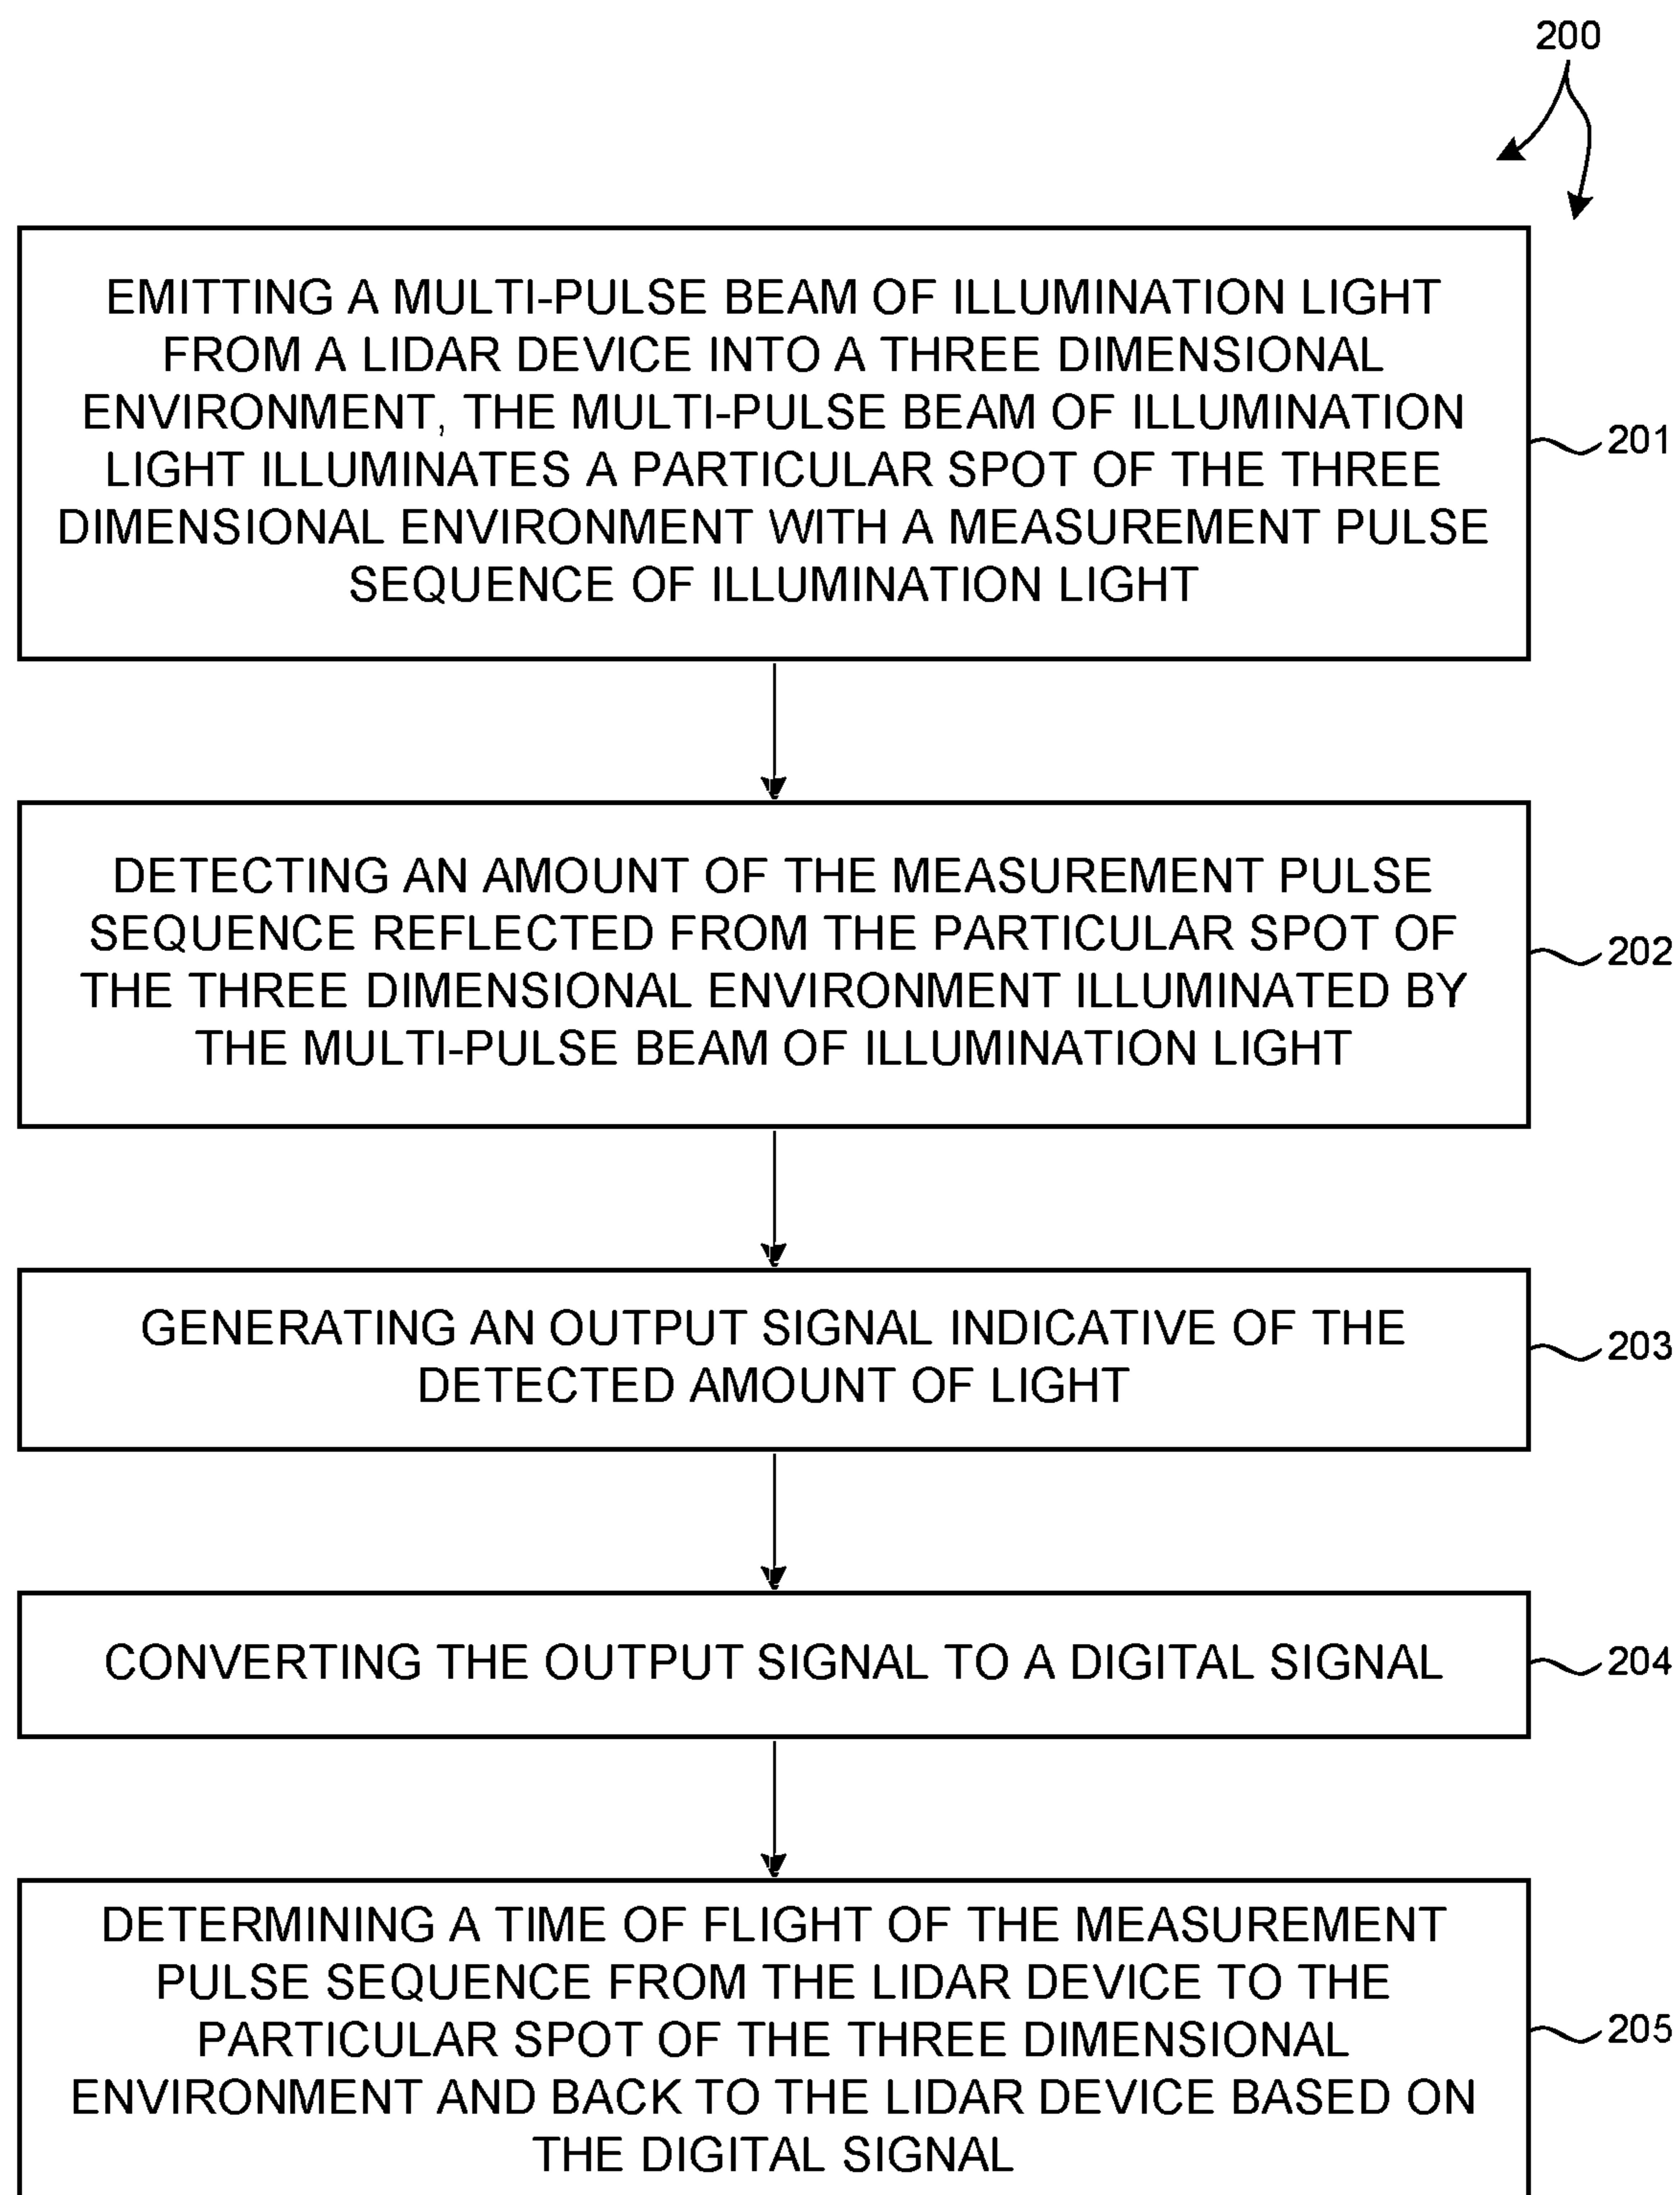 200
EMITTING A MULTI-PULSE BEAM OF ILLUMINATION LIGHT
FROM A LIDAR DEVICE INTO A THREE DIMENSIONAL
ENVIRONMENT, THE MULTI-PULSE BEAM OF ILLUMINATION
LIGHT ILLUMINATES A PARTICULAR SPOT OF THE THREE
DIMENSIONAL ENVIRONMENT WITH A MEASUREMENT PULSE
SEQUENCE OF ILLUMINATION LIGHT
201
DETECTING AN AMOUNT OF THE MEASUREMENT PULSE
SEQUENCE REFLECTED FROM THE PARTICULAR SPOT OF
THE THREE DIMENSIONAL ENVIRONMENT ILLUMINATED BY
THE MULTI-PULSE BEAM OF ILLUMINATION LIGHT
202
GENERATING AN OUTPUT SIGNAL INDICATIVE OF THE
DETECTED AMOUNT OF LIGHT
203
CONVERTING THE OUTPUT SIGNAL TO A DIGITAL SIGNAL
204
DETERMINING A TIME OF FLIGHT OF THE MEASUREMENT
PULSE SEQUENCE FROM THE LIDAR DEVICE TO THE
PARTICULAR SPOT OF THE THREE DIMENSIONAL
ENVIRONMENT AND BACK TO THE LIDAR DEVICE BASED ON
THE DIGITAL SIGNAL
205